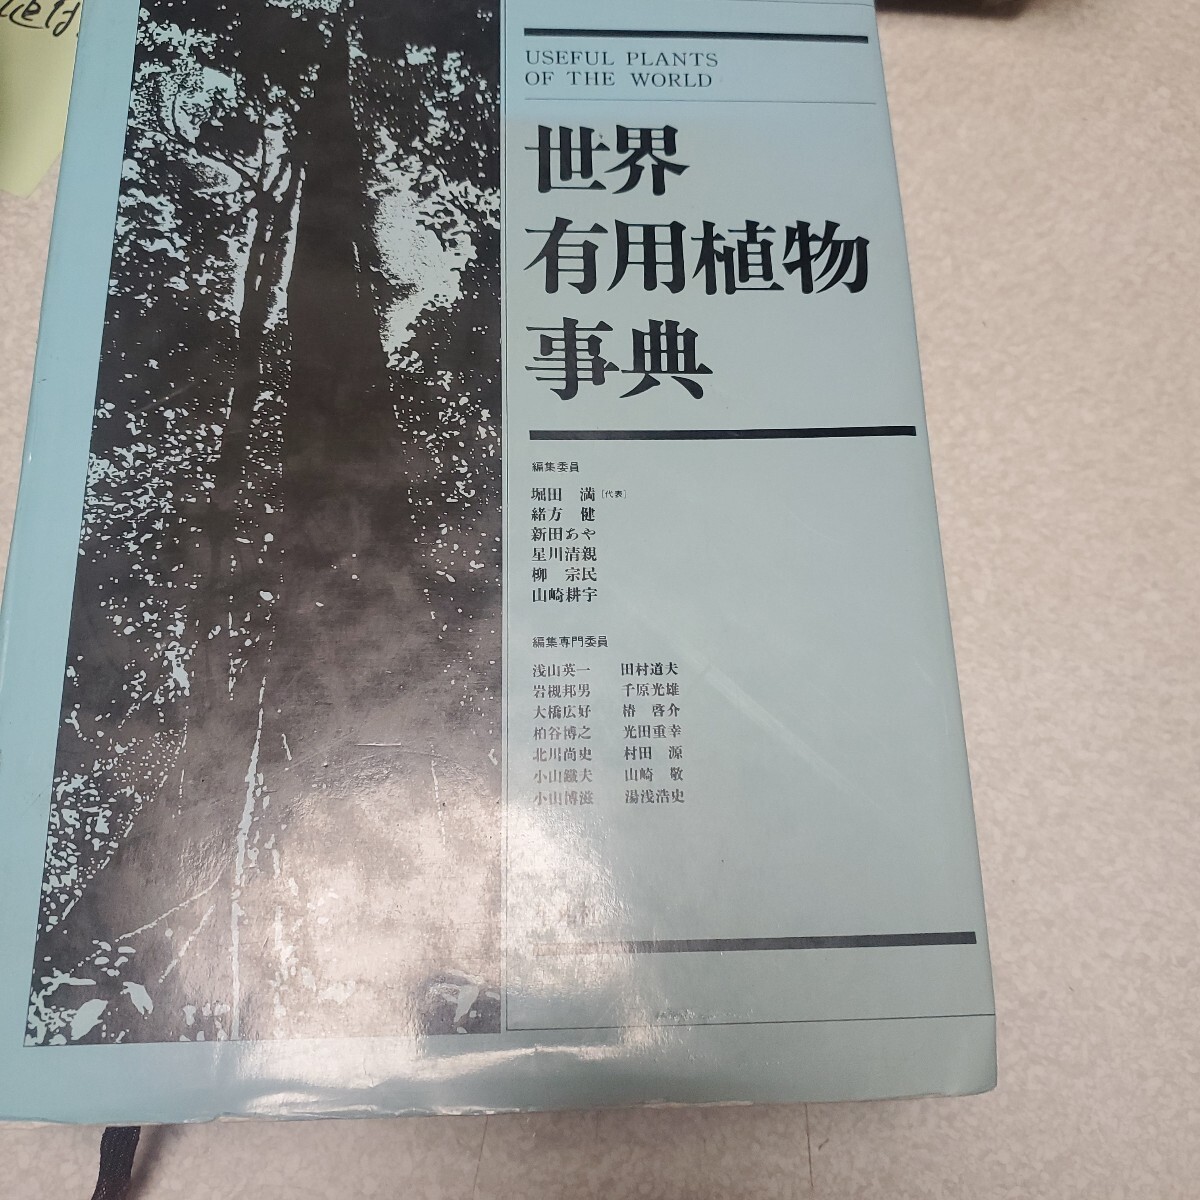 USEFUL PLANTS
OF THE WORLD
世界
有用植物
事典
編集委員
堀田 満[代表]
緒方 健
新田あや
星川清親
柳 宗民
山崎耕宇
編集専門委員
浅山英一 田村道夫
岩槻邦男 千原光雄
大橋広好 椿 啓介
柏谷博之 光田重幸
北川尚史 村田 源
小山鐵夫 山崎 敬
小山博滋 湯浅浩史